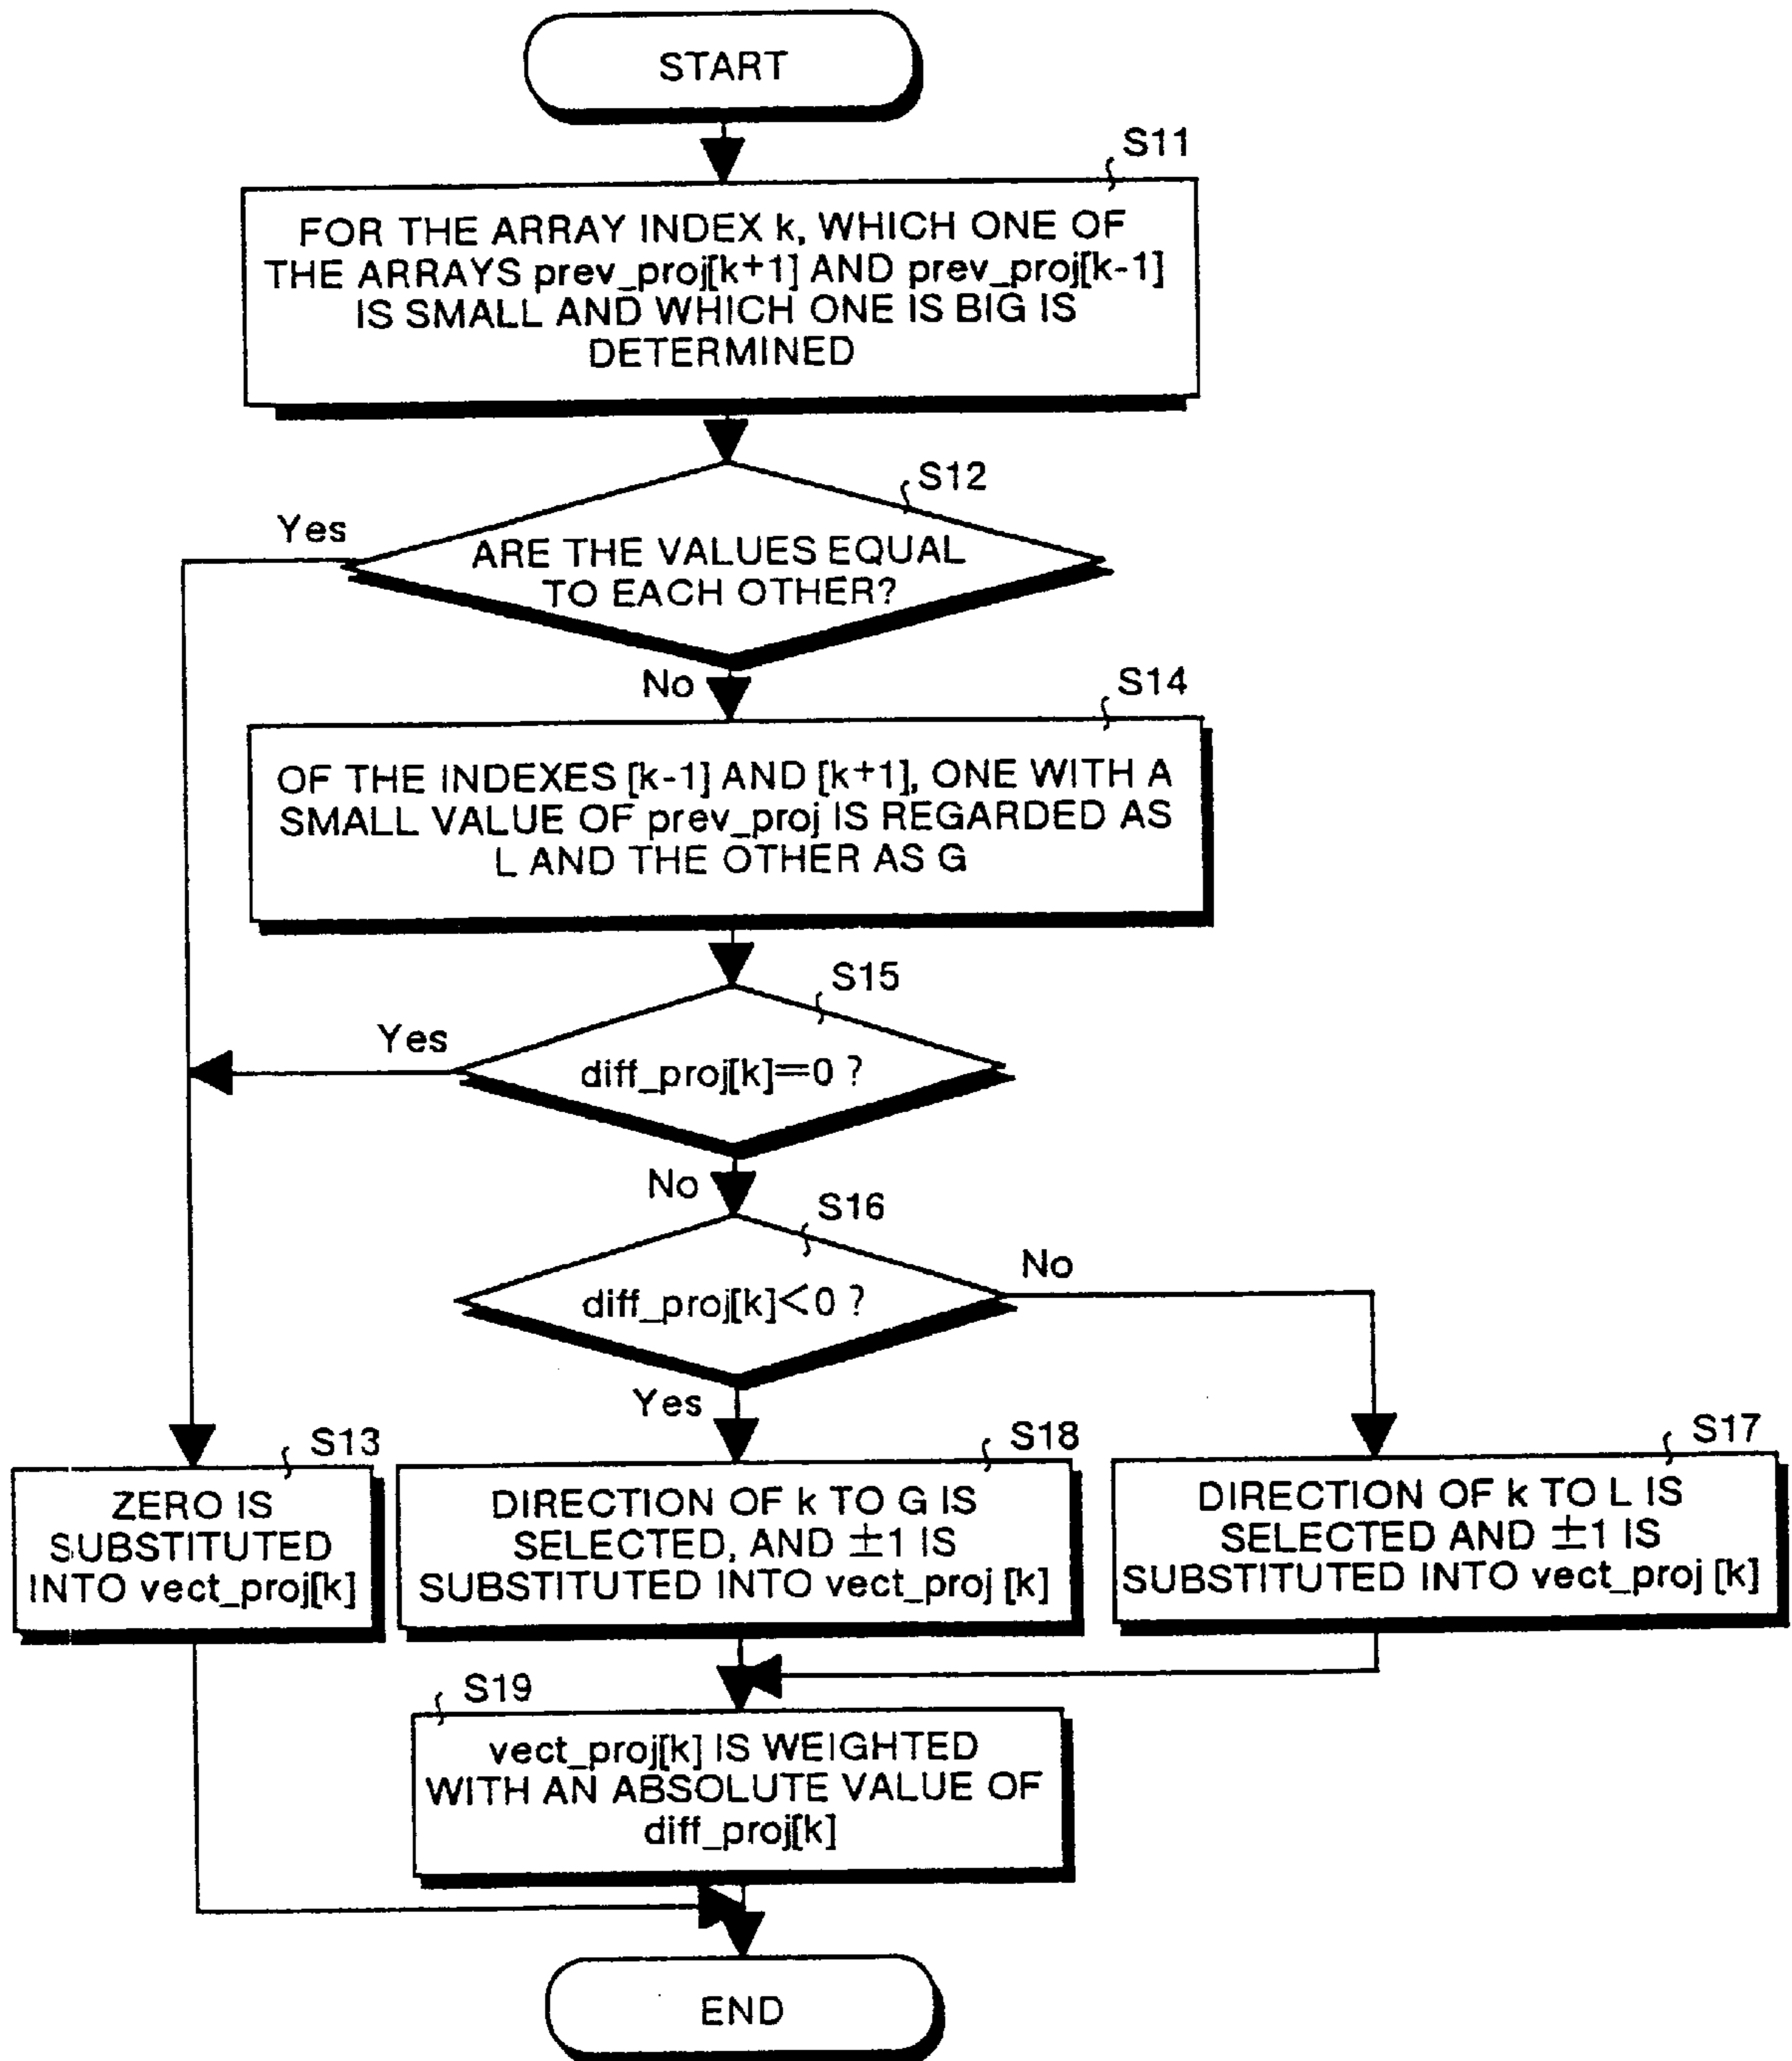 START
S11
FOR THE ARRAY INDEX k, WHICH ONE OF
THE ARRAYS prev_proj[k+1] AND prev_proj[k-1]
IS SMALL AND WHICH ONE IS BIG IS
DETERMINED
S12
Yes
ARE THE VALUES EQUAL
TO EACH OTHER?
No
S14
OF THE INDEXES [k-1] AND [k+1], ONE WITH A
SMALL VALUE OF prev_proj IS REGARDED AS
L AND THE OTHER AS G
S15
Yes
diff_proj[k]=0 ?
No
S16
No
diff_proj[k]<0 ?
Yes
S13
ZERO IS
SUBSTITUTED
INTO vect_proj[k]
S18
DIRECTION OF k TO G IS
SELECTED, AND ±1 IS
SUBSTITUTED INTO vect_proj [k]
S17
DIRECTION OF k TO L IS
SELECTED AND ±1 IS
SUBSTITUTED INTO vect_proj [k]
S19
vect_proj[k] IS WEIGHTED
WITH AN ABSOLUTE VALUE OF
diff_proj[k]
END